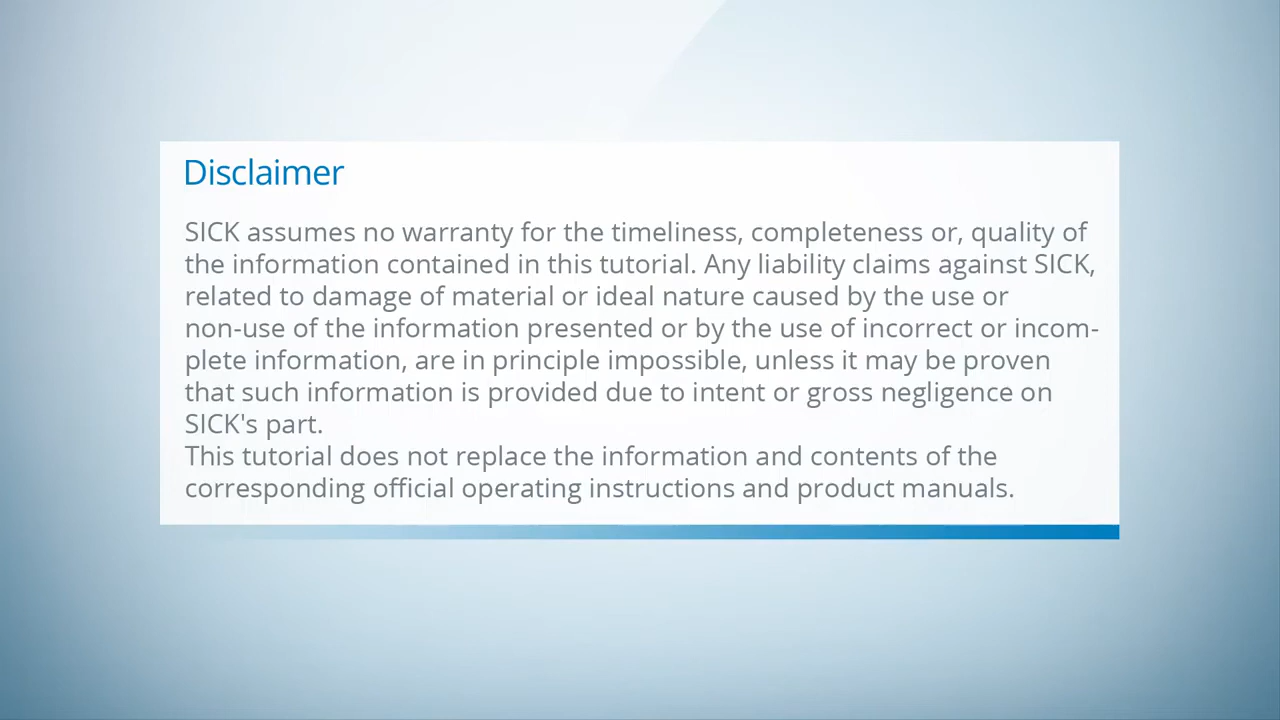 Disclaimer
SICK assumes no warranty for the timeliness, completeness or, quality of
the information contained in this tutorial. Any liability claims against SICK,
related to damage of material or ideal nature caused by the use or
non-use of the information presented or by the use of incorrect or incom-
plete information, are in principle impossible, unless it may be proven
that such information is provided due to intent or gross negligence on
SICK's part.
This tutorial does not replace the information and contents of the
corresponding official operating instructions and product manuals.